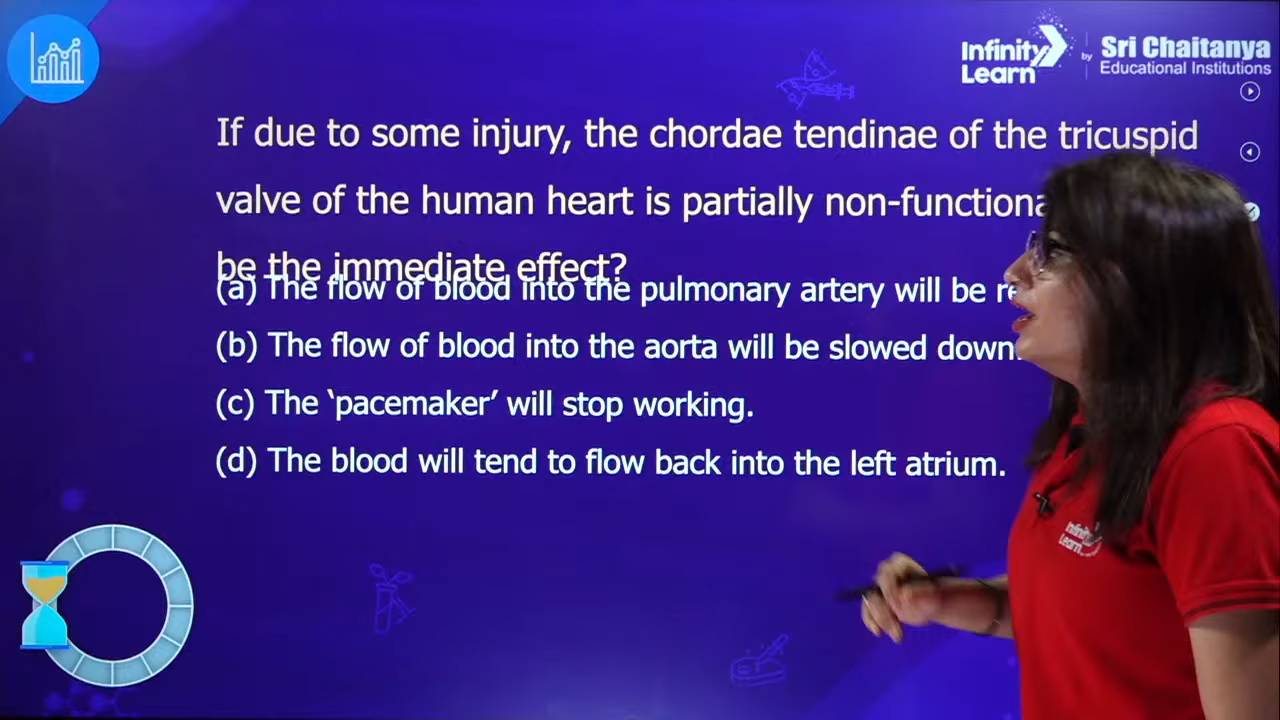 Infinity Learn by Sri Chaitanya Educational Institutions
If due to some injury, the chordae tendinae of the tricuspid
valve of the human heart is partially
be the immediate effect?
(a) The flow of blood into the pulmonary artery will be
(b) The flow of blood into the aorta will be slowed down.
(c) The ‘pacemaker’ will stop working.
(d) The blood will tend to flow back into the left atrium.
Infinity
Learn